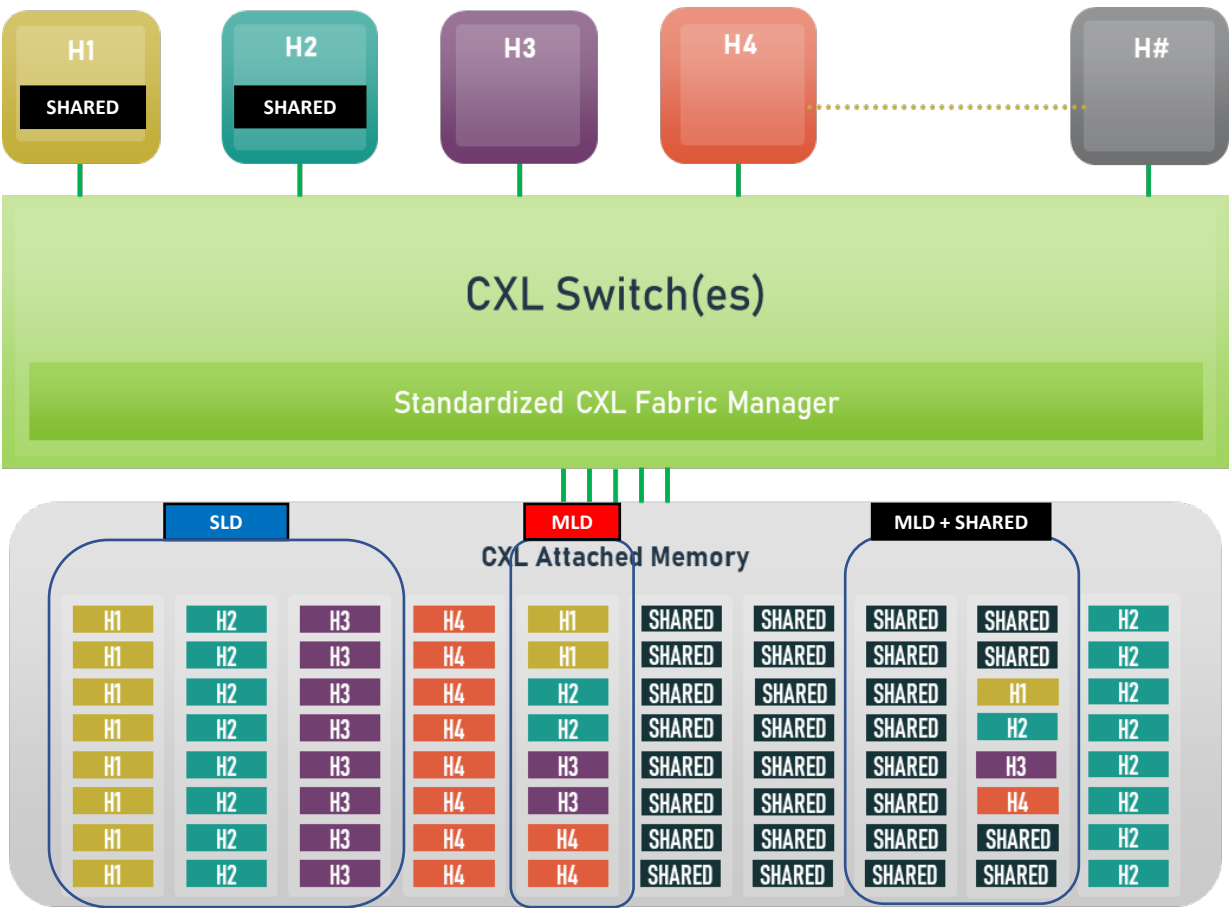 H1 H2 H3 H4 H#
SHARED SHARED
CXL Switch(es)
Standardized CXL Fabric Manager
SLD MLD MLD + SHARED
CXL Attached Memory
H1 H2 H3 H4 H1 SHARED SHARED SHARED SHARED H2
H1 H2 H3 H4 H1 SHARED SHARED SHARED SHARED H2
H1 H2 H3 H4 H2 SHARED SHARED SHARED H1 H2
H1 H2 H3 H4 H2 SHARED SHARED SHARED H2 H2
H1 H2 H3 H4 H3 SHARED SHARED SHARED H3 H2
H1 H2 H3 H4 H3 SHARED SHARED SHARED H4 H2
H1 H2 H3 H4 H4 SHARED SHARED SHARED SHARED H2
H1 H2 H3 H4 H4 SHARED SHARED SHARED SHARED H2